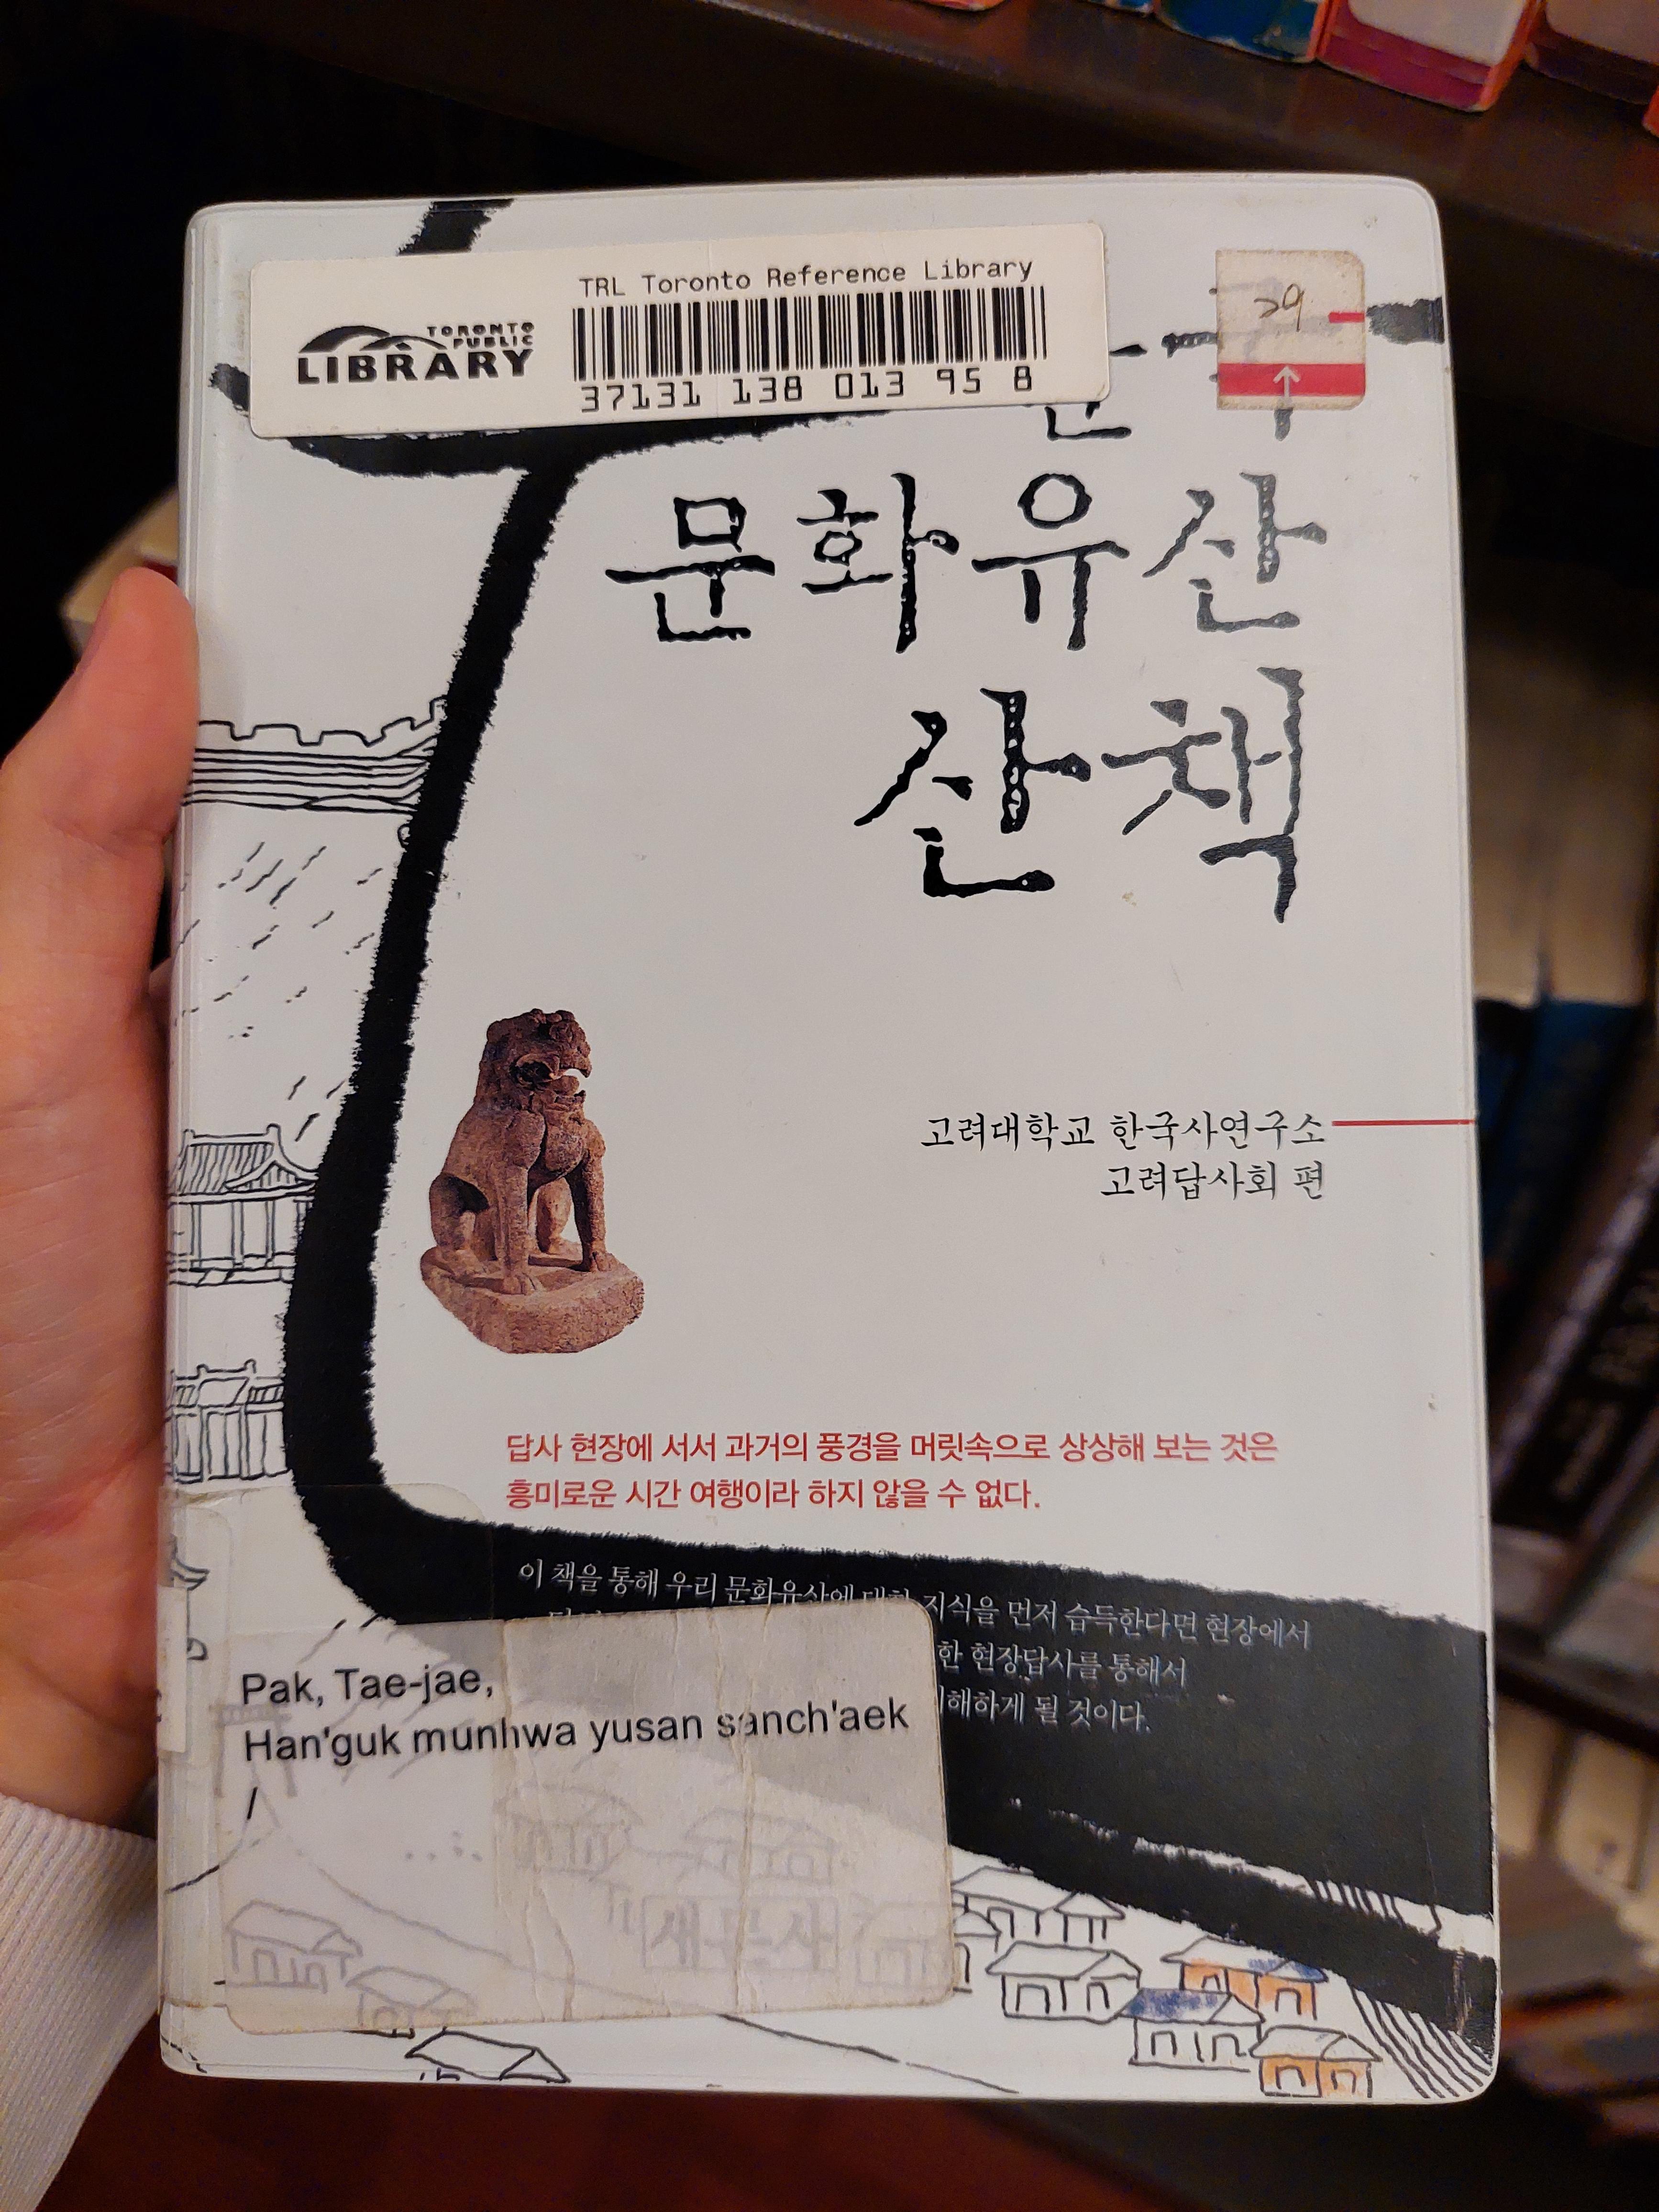 TRL Toronto Reference Library
TORONTO
PUBLIC
LIBRARY
37131 138 013 95 8
29
문화유산
산책
고려대학교 한국사연구소
고려답사회 편
답사 현장에 서서 과거의 풍경을 머릿속으로 상상해 보는 것은
흥미로운 시간 여행이라 하지 않을 수 없다.
이 책을 통해 우리 문화유산에 대한 지식을 먼저 습득한다면 현장에서
한 현장답사를 통해서
될 것이다.
Pak, Tae-jae,
Han'guk munhwa yusan sanch'aek
/
새문사